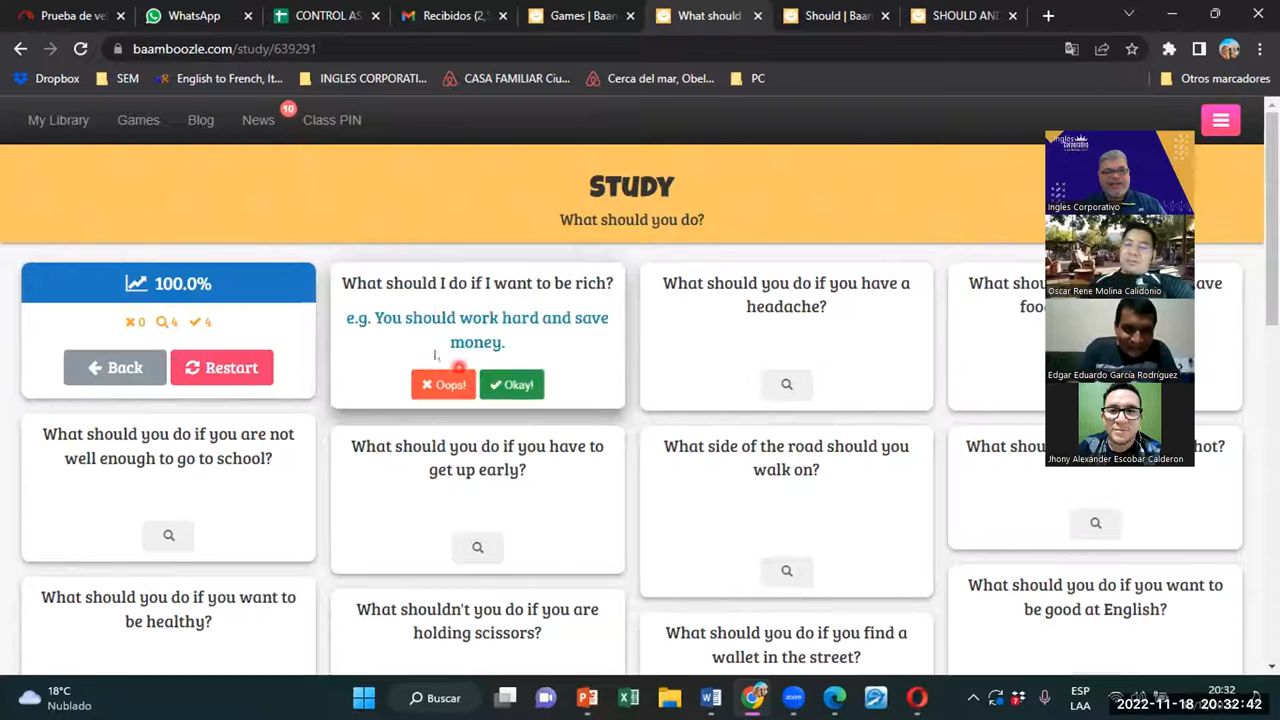 Prueba de ve
WhatsApp
CONTROL AS
Recibidos (2,5
Games | Baam
What should
Should | Baam
SHOULD AND
baamboozle.com/study/639291
Dropbox
SEM
English to French, It...
INGLES CORPORATI...
CASA FAMILIAR Ciu...
Cerca del mar, Obel...
PC
Otros marcadores
My Library
Games
Blog
News
10
Class PIN
STUDY
What should you do?
100.0%
0
4
4
Back
Restart
What should I do if I want to be rich?
e.g. You should work hard and save
money.
Oops!
Okay!
What should you do if you have a
headache?
What shou
ave
foo
What should you do if you are not
well enough to go to school?
What should you do if you have to
get up early?
What side of the road should you
walk on?
What shou
hot?
What should you do if you want to
be healthy?
What shouldn't you do if you are
holding scissors?
What should you do if you find a
wallet in the street?
What should you do if you want to
be good at English?
Inglés
Corporativo
Ingles Corporativo
Oscar Rene Molina Calidonio
Edgar Eduardo García Rodríguez
Jhony Alexander Escobar Calderon
18°C
Nublado
Buscar
ESP
LAA
20:32
2022-11-18 20:32:42